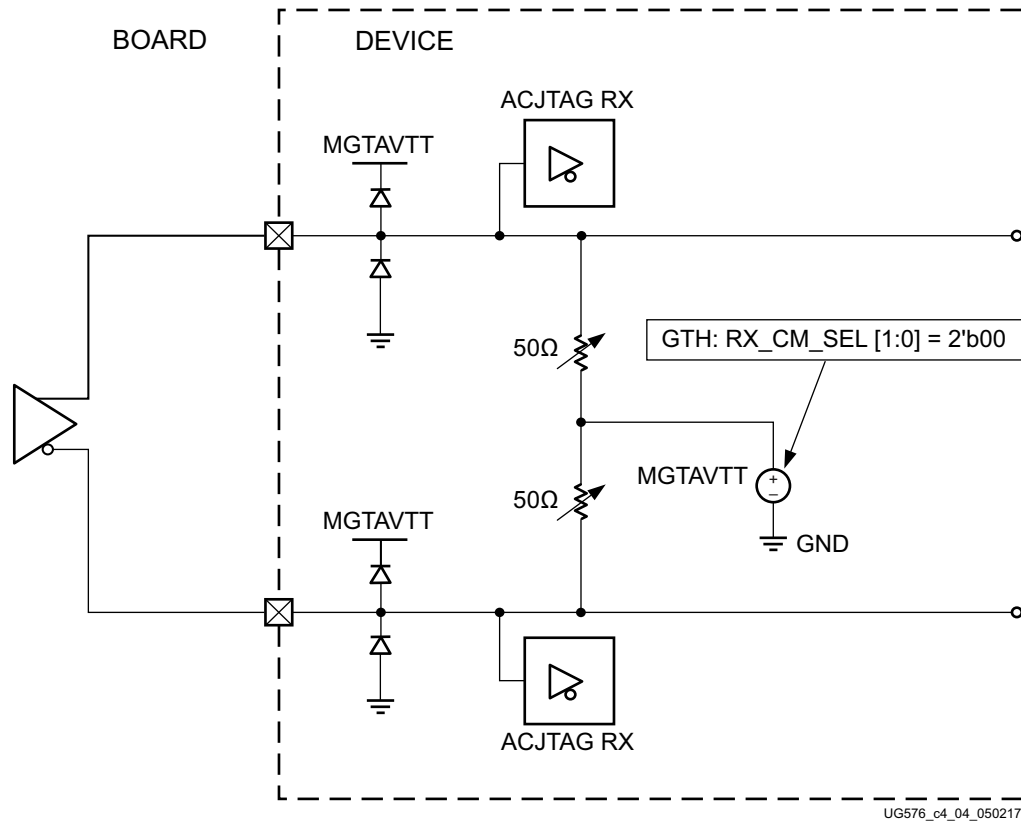 BOARD
DEVICE
ACJTAG RX
MGTAVTT
50Ω
GTH: RX_CM_SEL [1:0] = 2'b00
MGTAVTT
+
–
50Ω
GND
MGTAVTT
ACJTAG RX
UG576_c4_04_050217